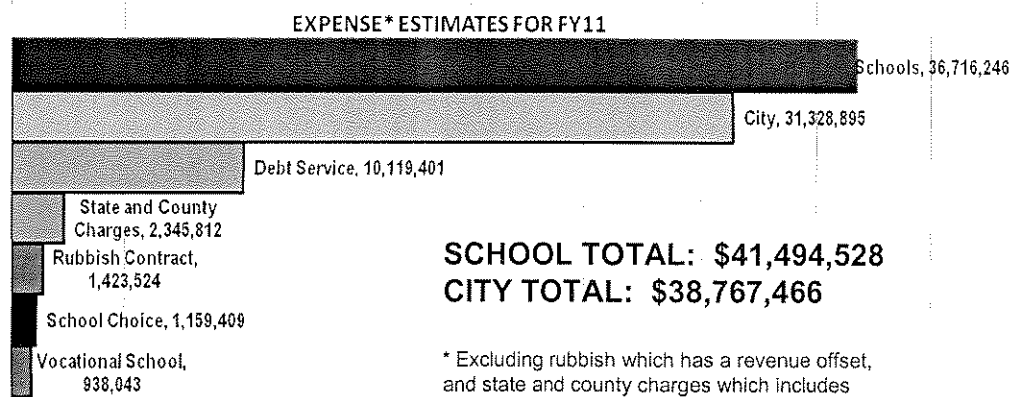 EXPENSE* ESTIMATES FOR FY11
Schools, 36,716,246
City, 31,328,895
Debt Service, 10,119,401
State and County
Charges, 2,345,812
Rubbish Contract,
1,423,524
School Choice, 1,159,409
Vocational School,
938,043
SCHOOL TOTAL: $41,494,528
CITY TOTAL: $38,767,466
* Excluding rubbish which has a revenue offset,
and state and county charges which includes